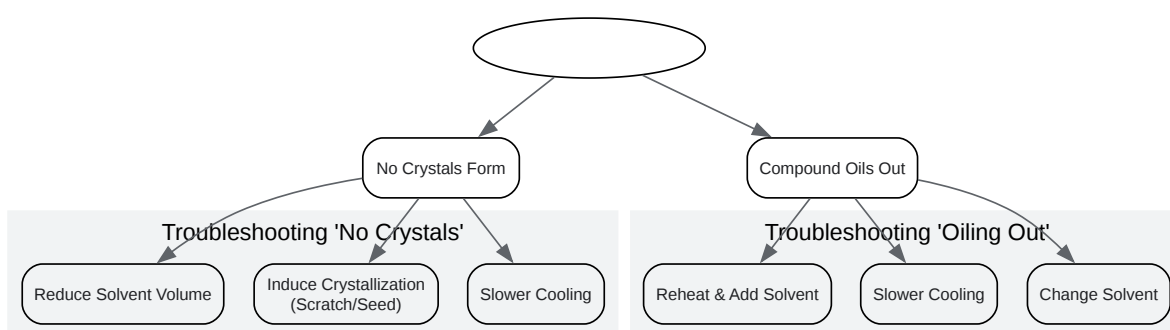 No Crystals Form
Compound Oils Out
Troubleshooting 'No Crystals'
Troubleshooting 'Oiling Out'
Reduce Solvent Volume
Induce Crystallization
(Scratch/Seed)
Slower Cooling
Reheat & Add Solvent
Slower Cooling
Change Solvent